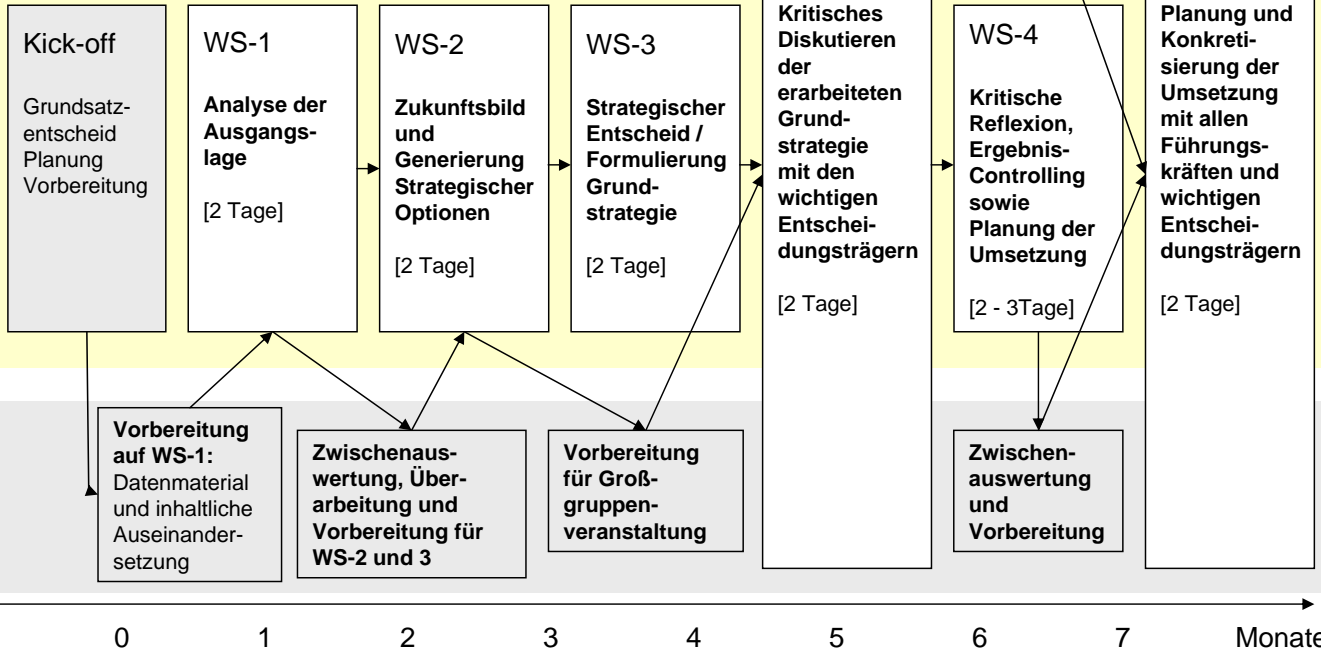 Kick-off
Grundsatz-
entscheid
Planung
Vorbereitung
WS-1
Analyse der
Ausgangs-
lage
[2 Tage]
WS-2
Zukunftsbild
und
Generierung
Strategischer
Optionen
[2 Tage]
WS-3
Strategischer
Entscheid /
Formulierung
Grund-
strategie
[2 Tage]
Kritisches
Diskutieren
der
erarbeiteten
Grund-
strategie
mit den
wichtigen
Entschei-
dungsträgern
[2 Tage]
WS-4
Kritische
Reflexion,
Ergebnis-
Controlling
sowie
Planung der
Umsetzung
[2 - 3Tage]
Planung und
Konkreti-
sierung der
Umsetzung
mit allen
Führungs-
kräften und
wichtigen
Entschei-
dungsträgern
[2 Tage]
Vorbereitung
auf WS-1:
Datenmaterial
und inhaltliche
Auseinander-
setzung
Zwischenaus-
wertung, Über-
arbeitung und
Vorbereitung für
WS-2 und 3
Vorbereitung
für Groß-
gruppen-
veranstaltung
Zwischen-
auswertung
und
Vorbereitung
0 1 2 3 4 5 6 7 Monate